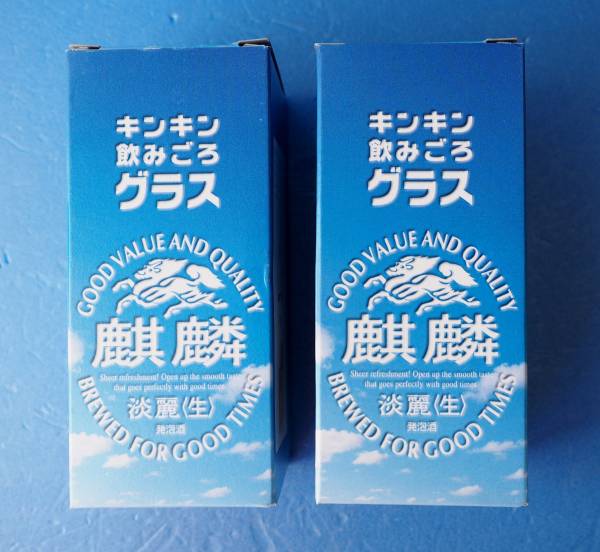 キンキン
飲みごろ
グラス
GOOD VALUE AND QUALITY
麒麟
Sheer refreshment! Open up the smooth taste
that goes perfectly with good times
淡麗〈生〉
発泡酒
BREWED FOR GOOD TIMES
キンキン
飲みごろ
グラス
GOOD VALUE AND QUALITY
麒麟
Sheer refreshment! Open up the smooth taste
that goes perfectly with good times
淡麗〈生〉
発泡酒
BREWED FOR GOOD TIMES